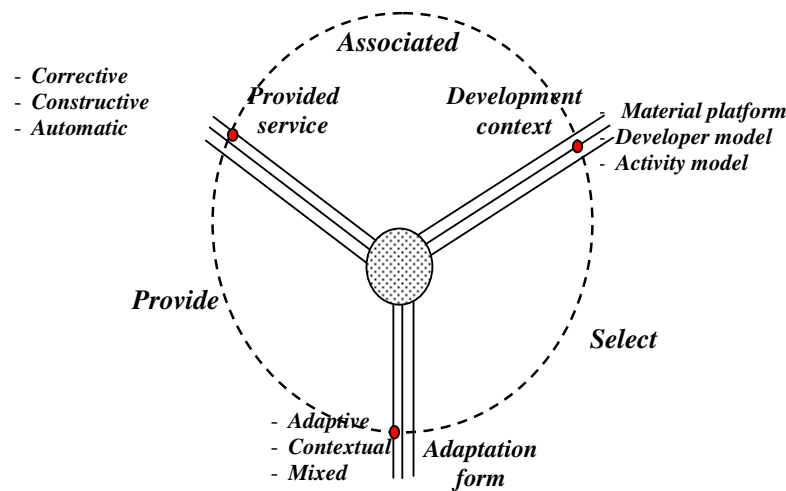 Associated
- Corrective
- Constructive
- Automatic
Provided
service
Development
context
- Material platform
- Developer model
- Activity model
Provide
Select
- Adaptive
- Contextual
- Mixed
Adaptation
form